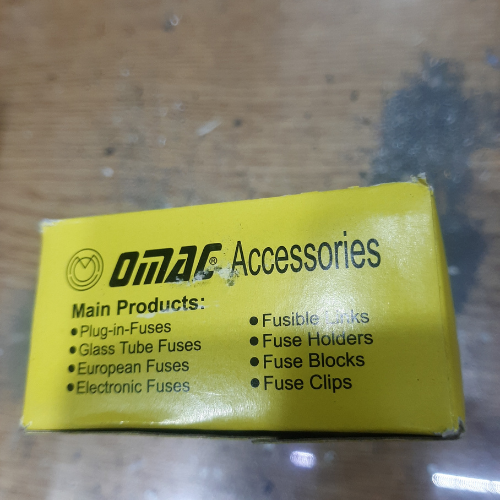 OMAC® Accessories
Main Products:
• Plug-in-Fuses
• Glass Tube Fuses
• European Fuses
• Electronic Fuses
• Fusible Links
• Fuse Holders
• Fuse Blocks
• Fuse Clips